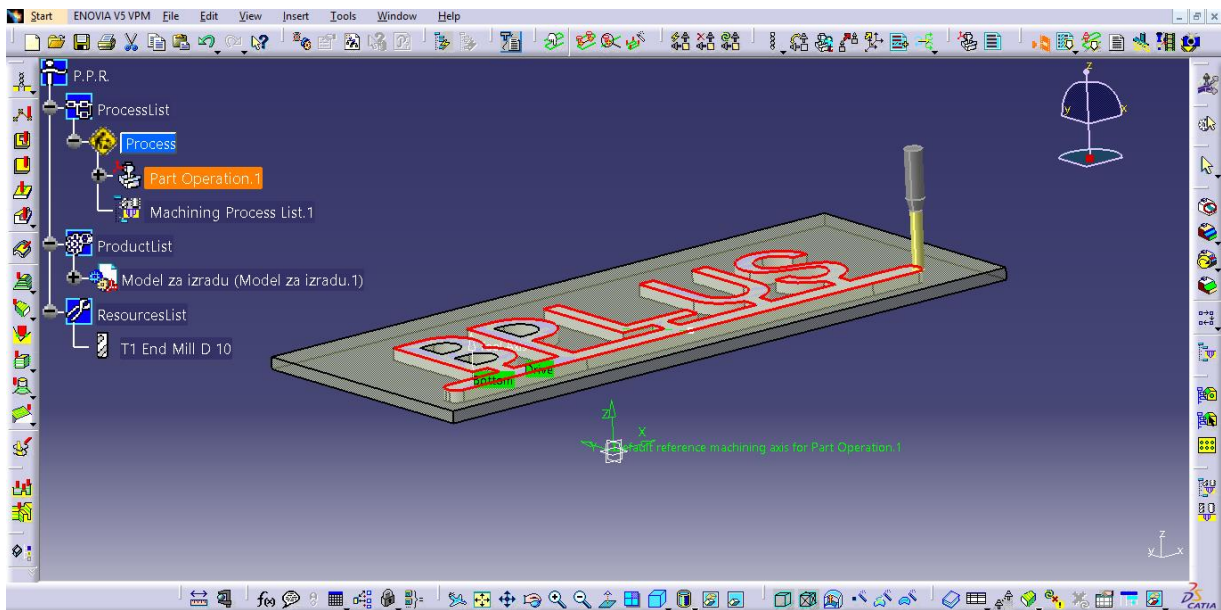 Start ENOVIA V5 VPM File Edit View Insert Tools Window Help
P.P.R.
ProcessList
Process
Part Operation.1
Machining Process List.1
ProductList
Model za izradu (Model za izradu.1)
ResourcesList
T1 End Mill D 10
z
y x
BPLUS
Bottom Drive
Z
X
Y Default reference machining axis for Part Operation.1
z
y x
f(x)
CATIA